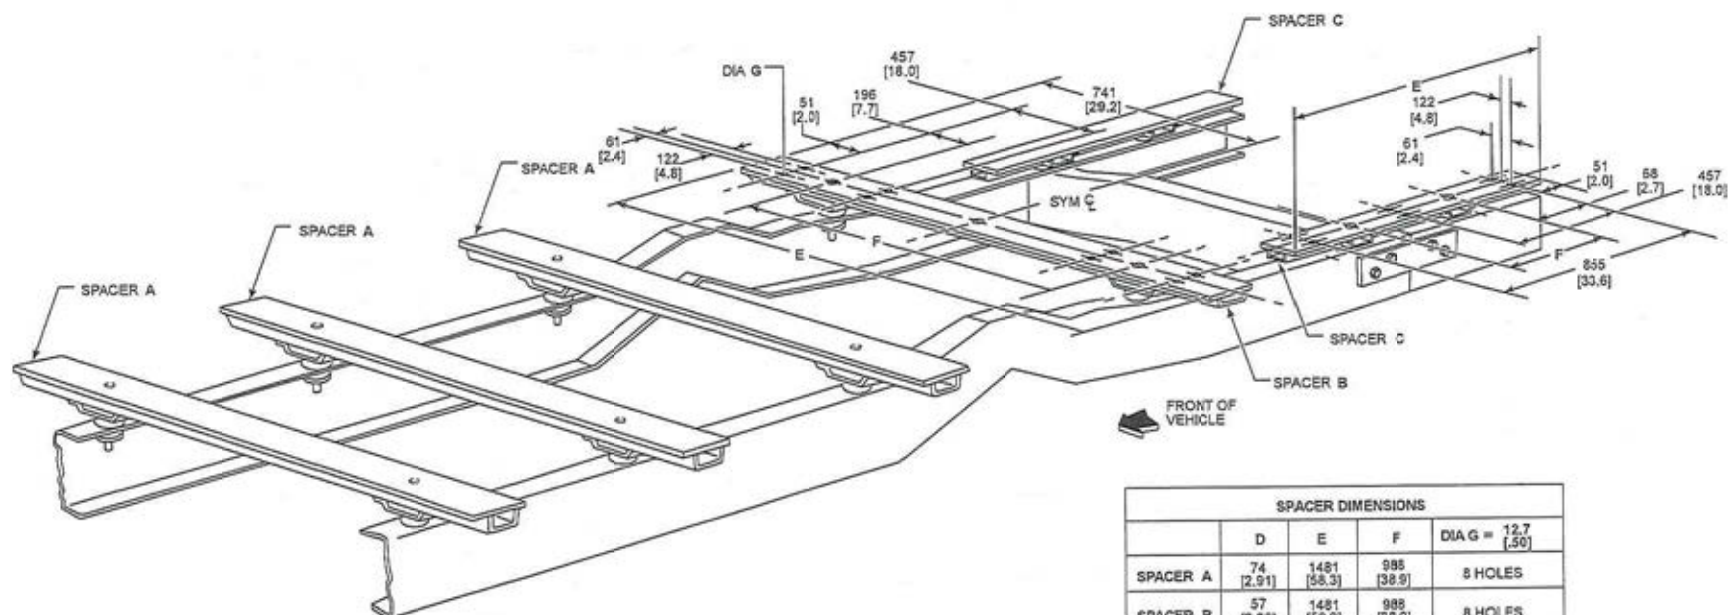 SPACER C
DIA G
457
[18.0]
51
[2.0]
196
[7.7]
741
[29.2]
E
122
[4.8]
61
[2.4]
61
[2.4]
122
[4.8]
SPACER A
51
[2.0]
68
[2.7]
457
[18.0]
SYM
SPACER A
F
E
F
855
[33.6]
SPACER A
SPACER C
SPACER B
FRONT OF
VEHICLE
SPACER DIMENSIONS
D E F DIA G = 12.7 [.50]
SPACER A 74 [2.91] 1481 [58.3] 988 [38.9] 8 HOLES
SPACER B 57 1481 988 8 HOLES